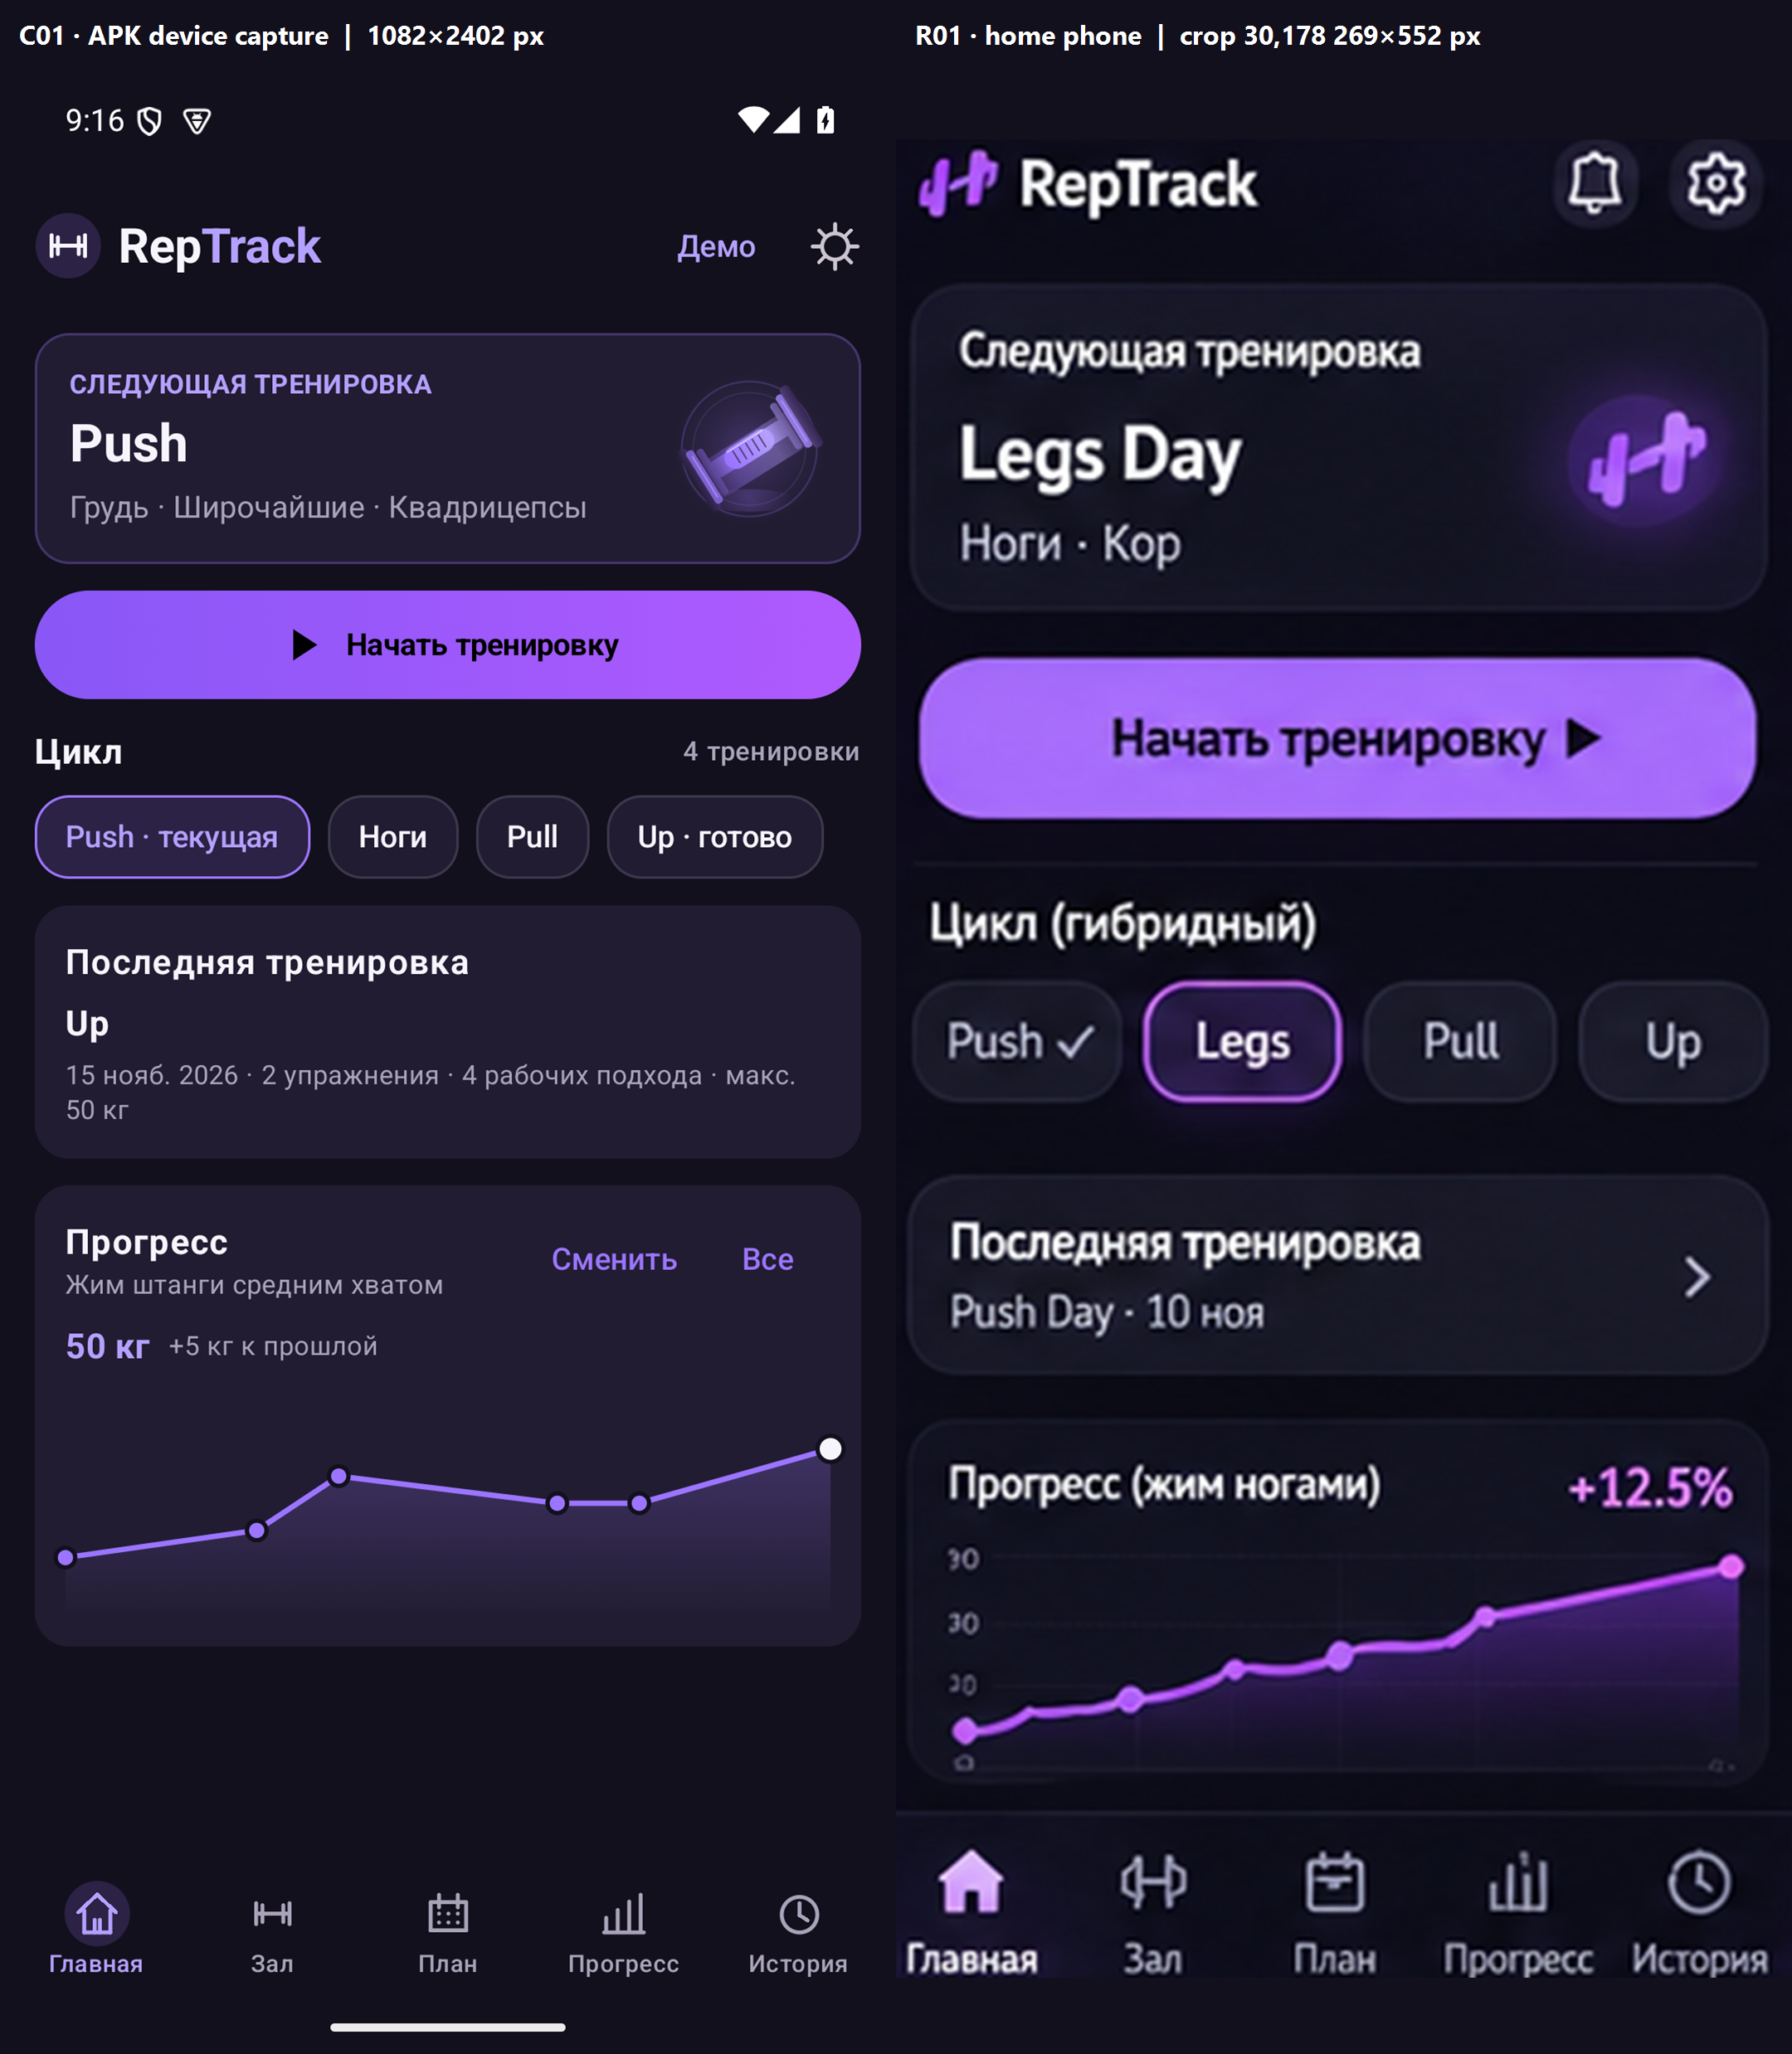 C01 · APK device capture | 1082×2402 px
9:16
RepTrack
Демо
СЛЕДУЮЩАЯ ТРЕНИРОВКА
Push
Грудь · Широчайшие · Квадрицепсы
Начать тренировку
Цикл
4 тренировки
Push · текущая
Ноги
Pull
Up · готово
Последняя тренировка
Up
15 нояб. 2026 · 2 упражнения · 4 рабочих подхода · макс.
50 кг
Прогресс
Сменить
Все
Жим штанги средним хватом
50 кг +5 кг к прошлой
Главная
Зал
План
Прогресс
История
R01 · home phone | crop 30,178 269×552 px
RepTrack
Следующая тренировка
Legs Day
Ноги · Кор
Начать тренировку
Цикл (гибридный)
Push ✓
Legs
Pull
Up
Последняя тренировка
Push Day · 10 ноя
Прогресс (жим ногами)
+12.5%
Главная
Зал
План
Прогресс
История